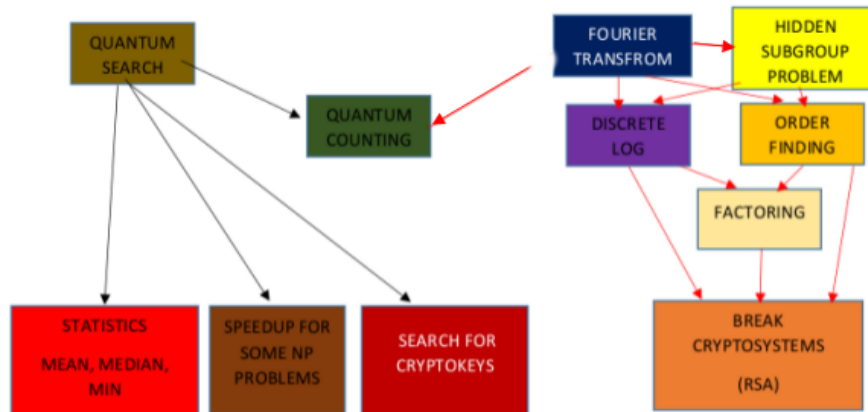 QUANTUM
SEARCH
FOURIER
TRANSFROM
HIDDEN
SUBGROUP
PROBLEM
QUANTUM
COUNTING
DISCRETE
LOG
ORDER
FINDING
FACTORING
STATISTICS
MEAN, MEDIAN,
MIN
SPEEDUP FOR
SOME NP
PROBLEMS
SEARCH FOR
CRYPTOKEYS
BREAK
CRYPTOSYSTEMS
(RSA)